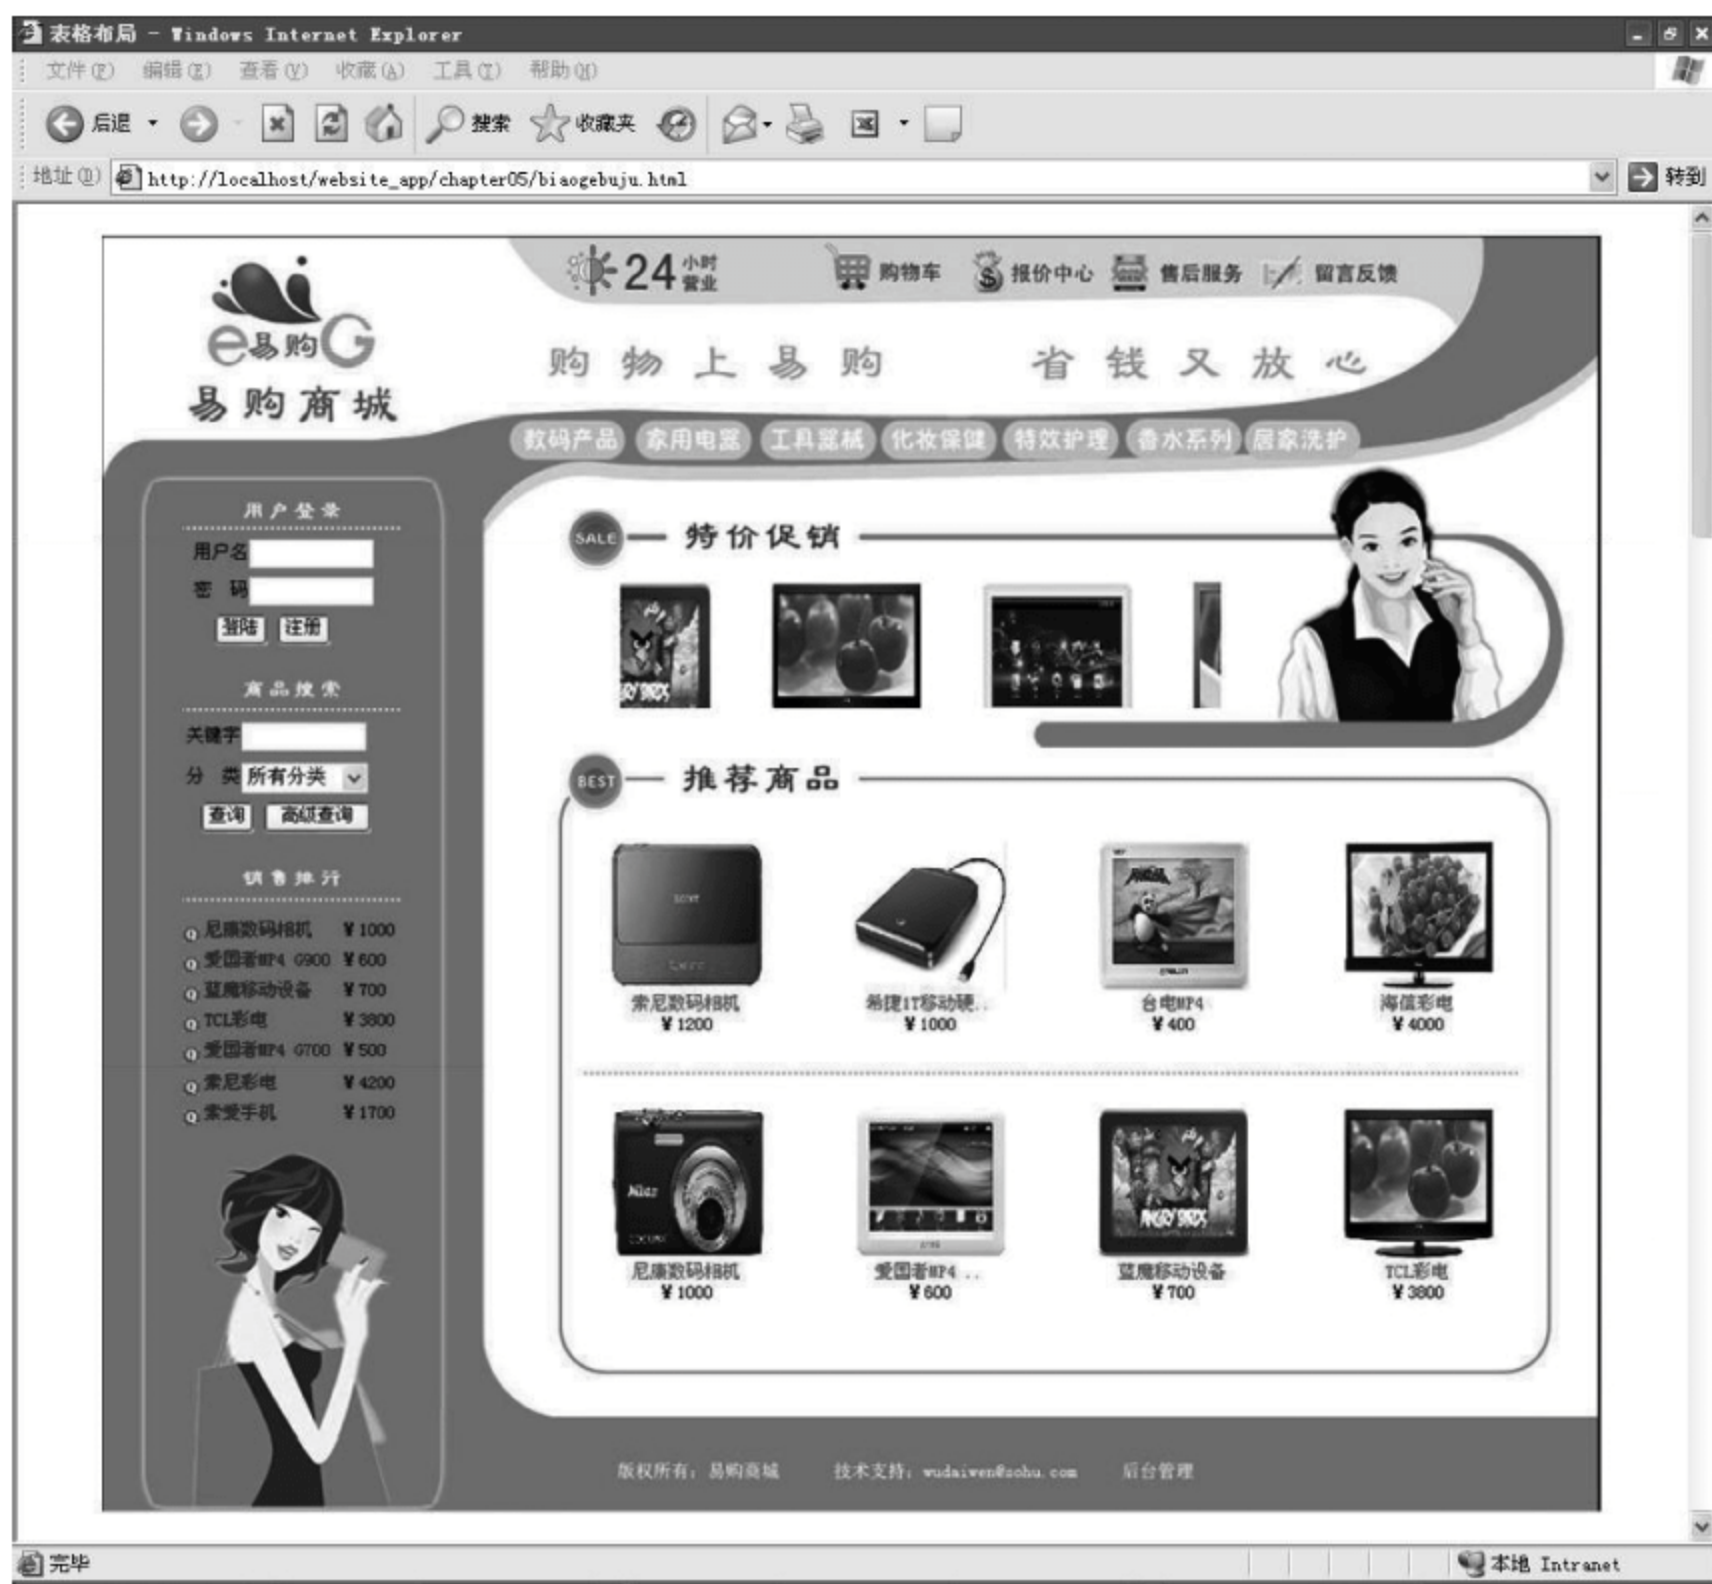 表格布局 - Windows Internet Explorer
文件(F) 编辑(E) 查看(V) 收藏(A) 工具(T) 帮助(H)
后退 搜索 收藏夹
地址(D) http://localhost/website_app/chapter05/biaogebuju.html 转到
24 小时营业 购物车 报价中心 售后服务 留言反馈
e易购G
易购商城
购物上易购 省钱又放心
数码产品 家用电器 工具器械 化妆保健 特效护理 香水系列 居家洗护
用户登录
用户名
密 码
登陆 注册
商品搜索
关键字
分 类 所有分类
查询 高级查询
销售排行
尼康数码相机 ¥1000
爱国者MP4 G900 ¥600
蓝魔移动设备 ¥700
TCL彩电 ¥3800
爱国者MP4 G700 ¥500
索尼彩电 ¥4200
索爱手机 ¥1700
SALE 特价促销
BEST 推荐商品
索尼数码相机 希捷1T移动硬.. 台电MP4 海信彩电
¥1200 ¥1000 ¥400 ¥4000
ANGRY BIRDS
尼康数码相机 爱国者MP4 .. 蓝魔移动设备 TCL彩电
¥1000 ¥600 ¥700 ¥3800
版权所有：易购商城 技术支持：wudaiwen@sohu.com 后台管理
完毕 本地 Intranet